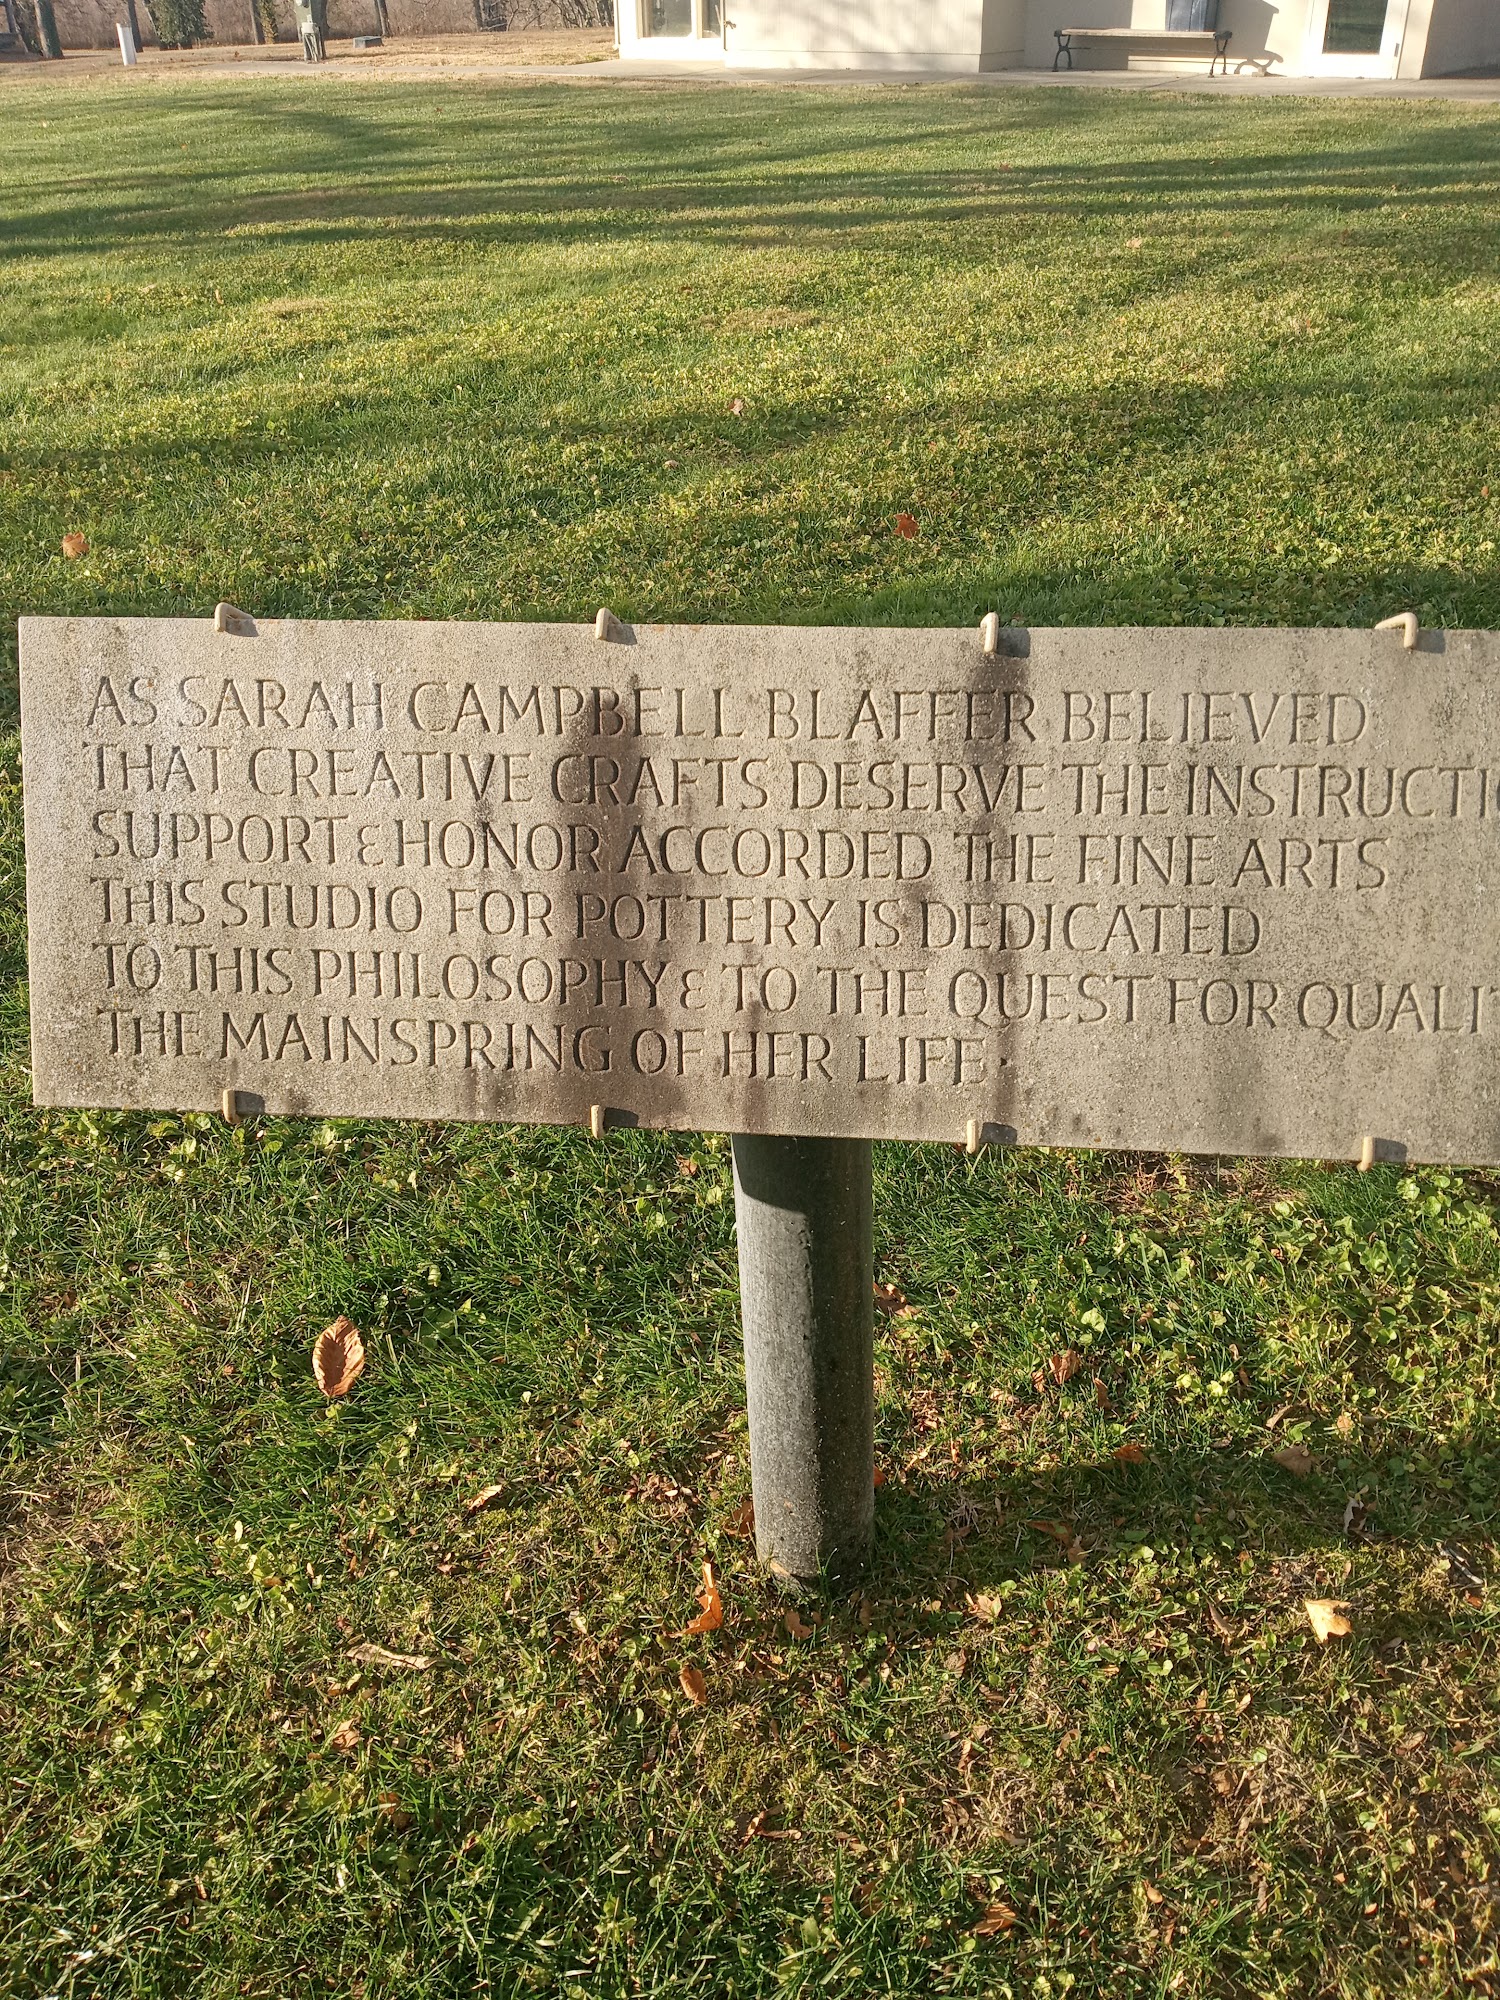 AS SARAH CAMPBELL BLAFFER BELIEVED
THAT CREATIVE CRAFTS DESERVE THE INSTRUCTI
SUPPORT & HONOR ACCORDED THE FINE ARTS
THIS STUDIO FOR POTTERY IS DEDICATED
TO THIS PHILOSOPHY & TO THE QUEST FOR QUALI
THE MAINSPRING OF HER LIFE ·